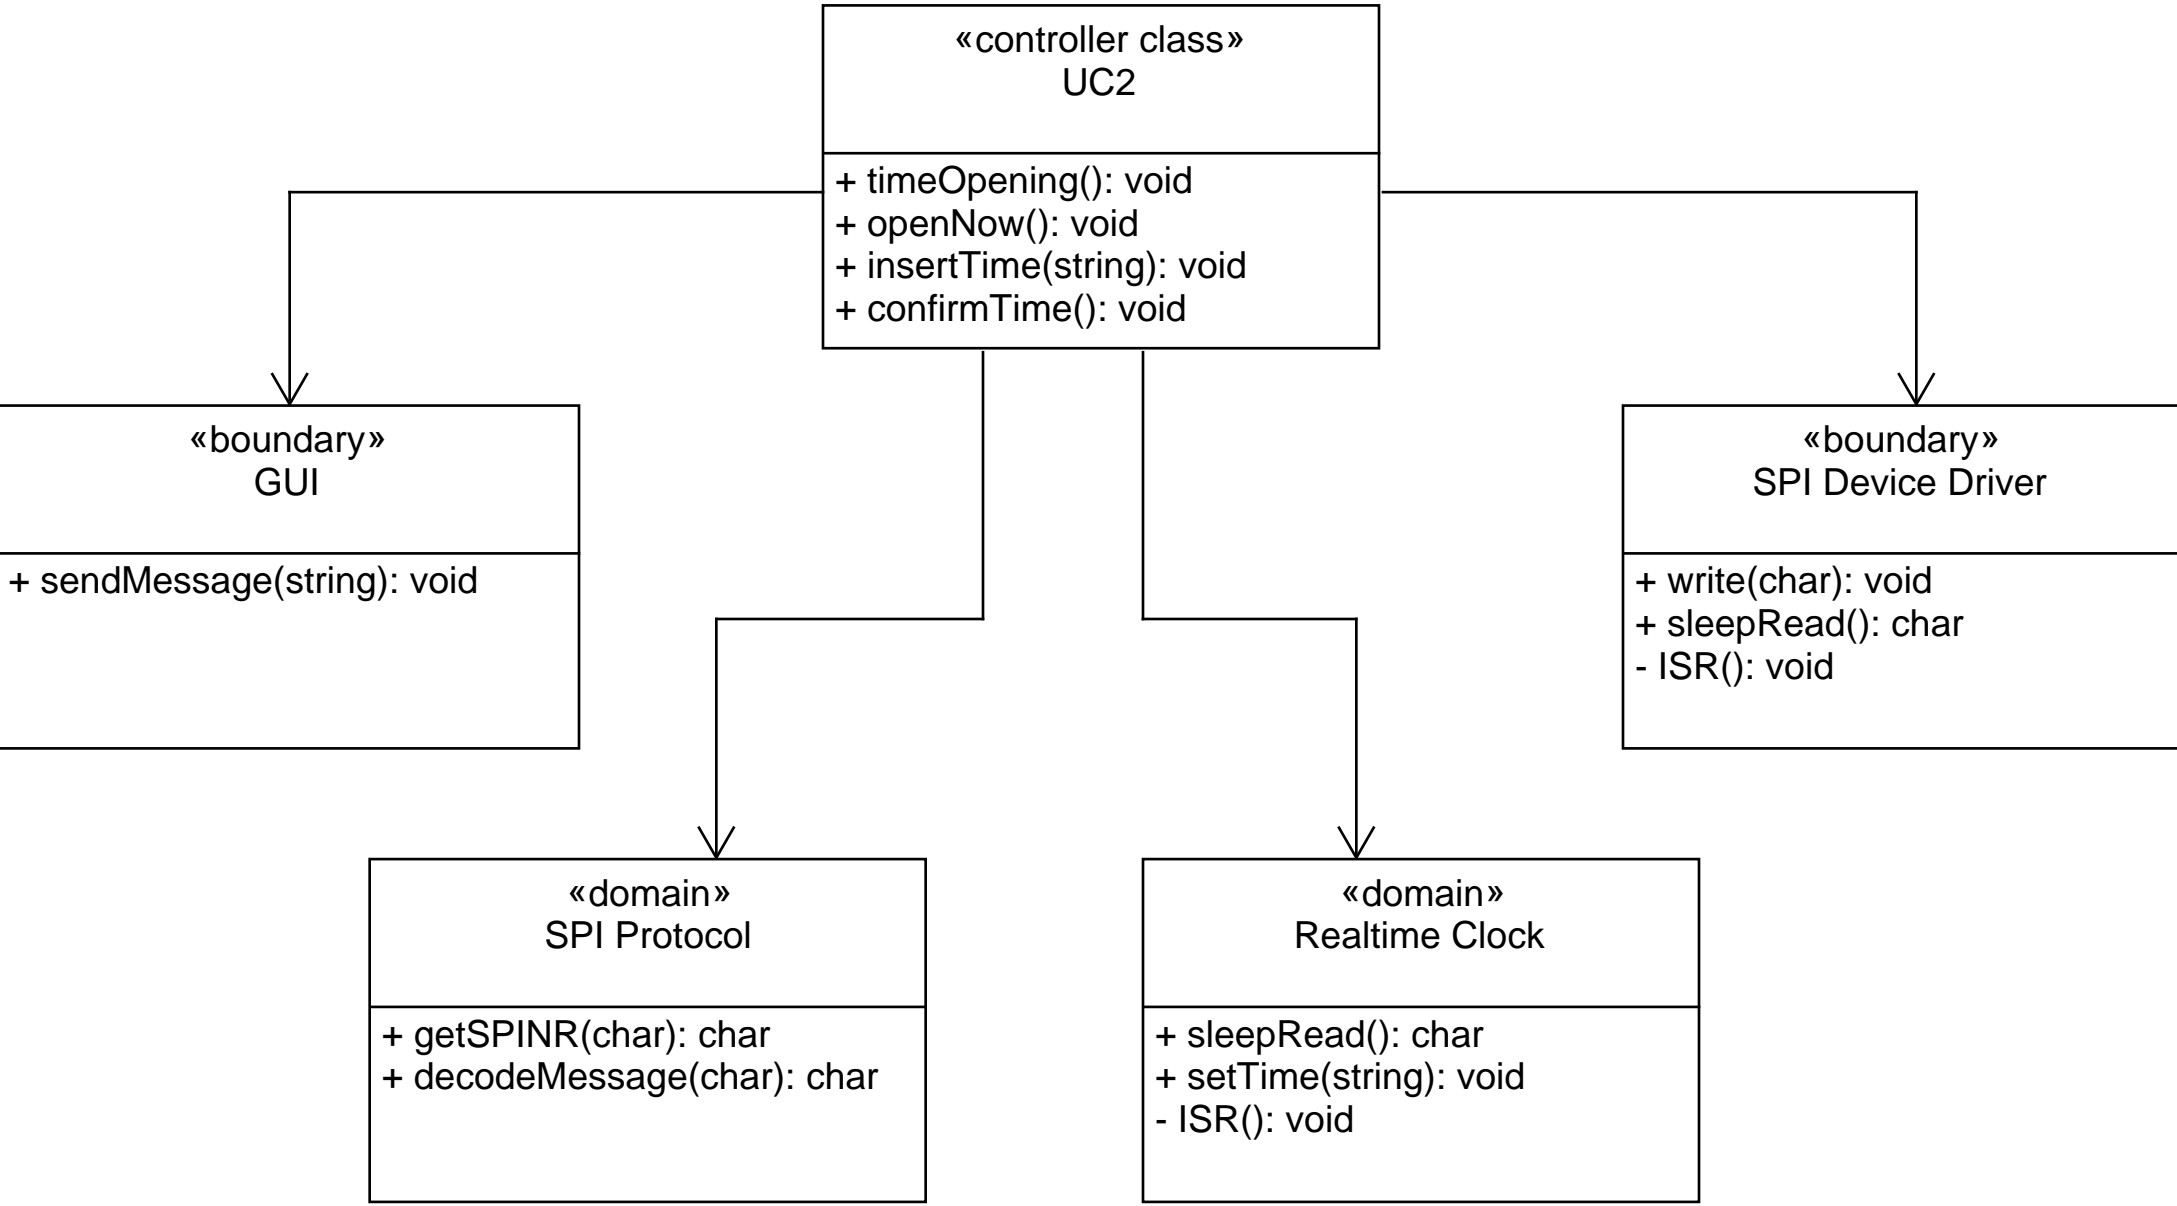 «controller class»
UC2
+ timeOpening(): void
+ openNow(): void
+ insertTime(string): void
+ confirmTime(): void
«boundary»
GUI
+ sendMessage(string): void
«boundary»
SPI Device Driver
+ write(char): void
+ sleepRead(): char
- ISR(): void
«domain»
SPI Protocol
+ getSPINR(char): char
+ decodeMessage(char): char
«domain»
Realtime Clock
+ sleepRead(): char
+ setTime(string): void
- ISR(): void